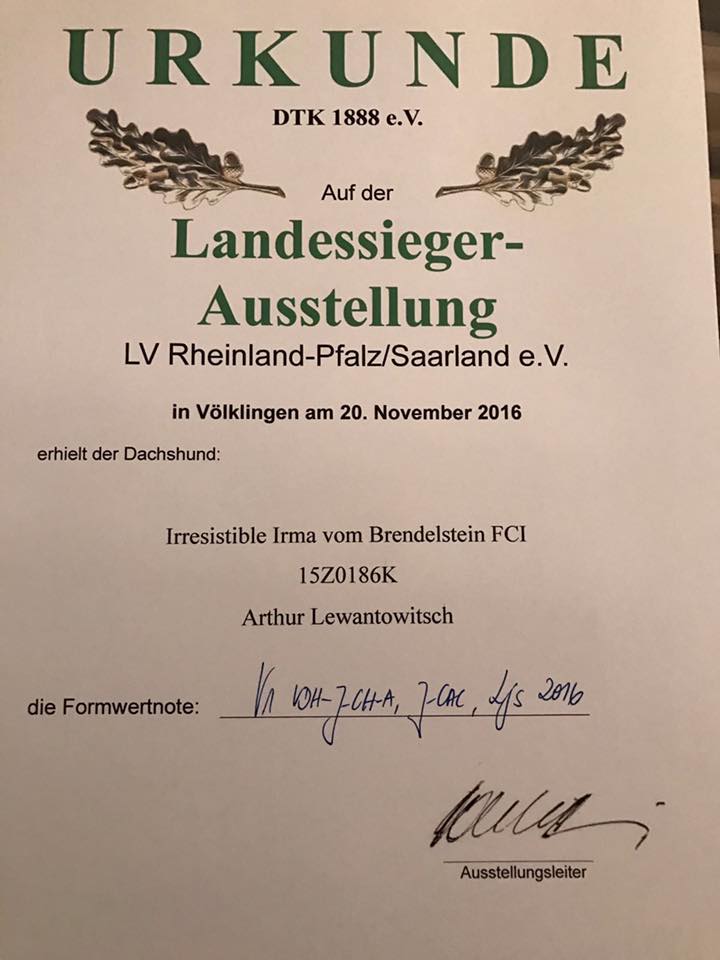 URKUNDE
DTK 1888 e.V.
Auf der
Landessieger-
Ausstellung
LV Rheinland-Pfalz/Saarland e.V.
in Völklingen am 20. November 2016
erhielt der Dachshund:
Irresistible Irma vom Brendelstein FCI
15Z0186K
Arthur Lewantowitsch
die Formwertnote: V1 VDH-J-CH-A, J-CAC, LJS 2016
Ausstellungsleiter